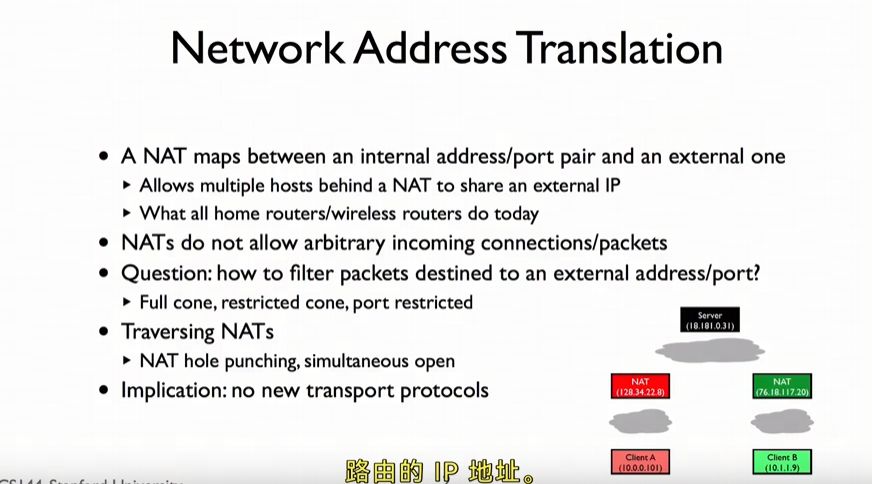 Network Address Translation
• A NAT maps between an internal address/port pair and an external one
▸ Allows multiple hosts behind a NAT to share an external IP
▸ What all home routers/wireless routers do today
• NATs do not allow arbitrary incoming connections/packets
• Question: how to filter packets destined to an external address/port?
▸ Full cone, restricted cone, port restricted
• Traversing NATs
▸ NAT hole punching, simultaneous open
• Implication: no new transport protocols
Server
(18.181.0.31)
NAT
(128.34.22.8)
NAT
(76.18.117.20)
Client A
(10.0.0.101)
Client B
(10.1.1.9)
路由的 IP 地址。
Stanford University